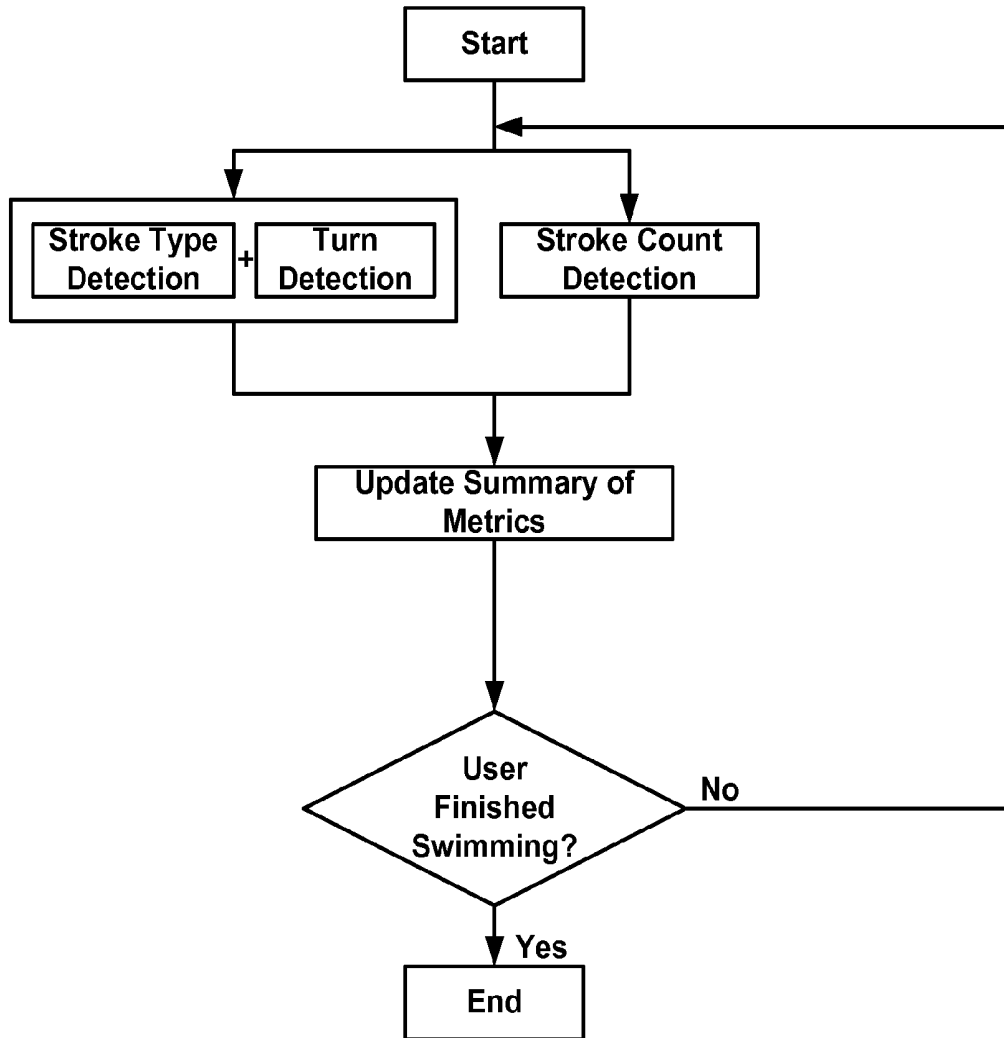 Start
Stroke Type
Detection
+
Turn
Detection
Stroke Count
Detection
Update Summary of
Metrics
User
Finished
Swimming?
No
Yes
End